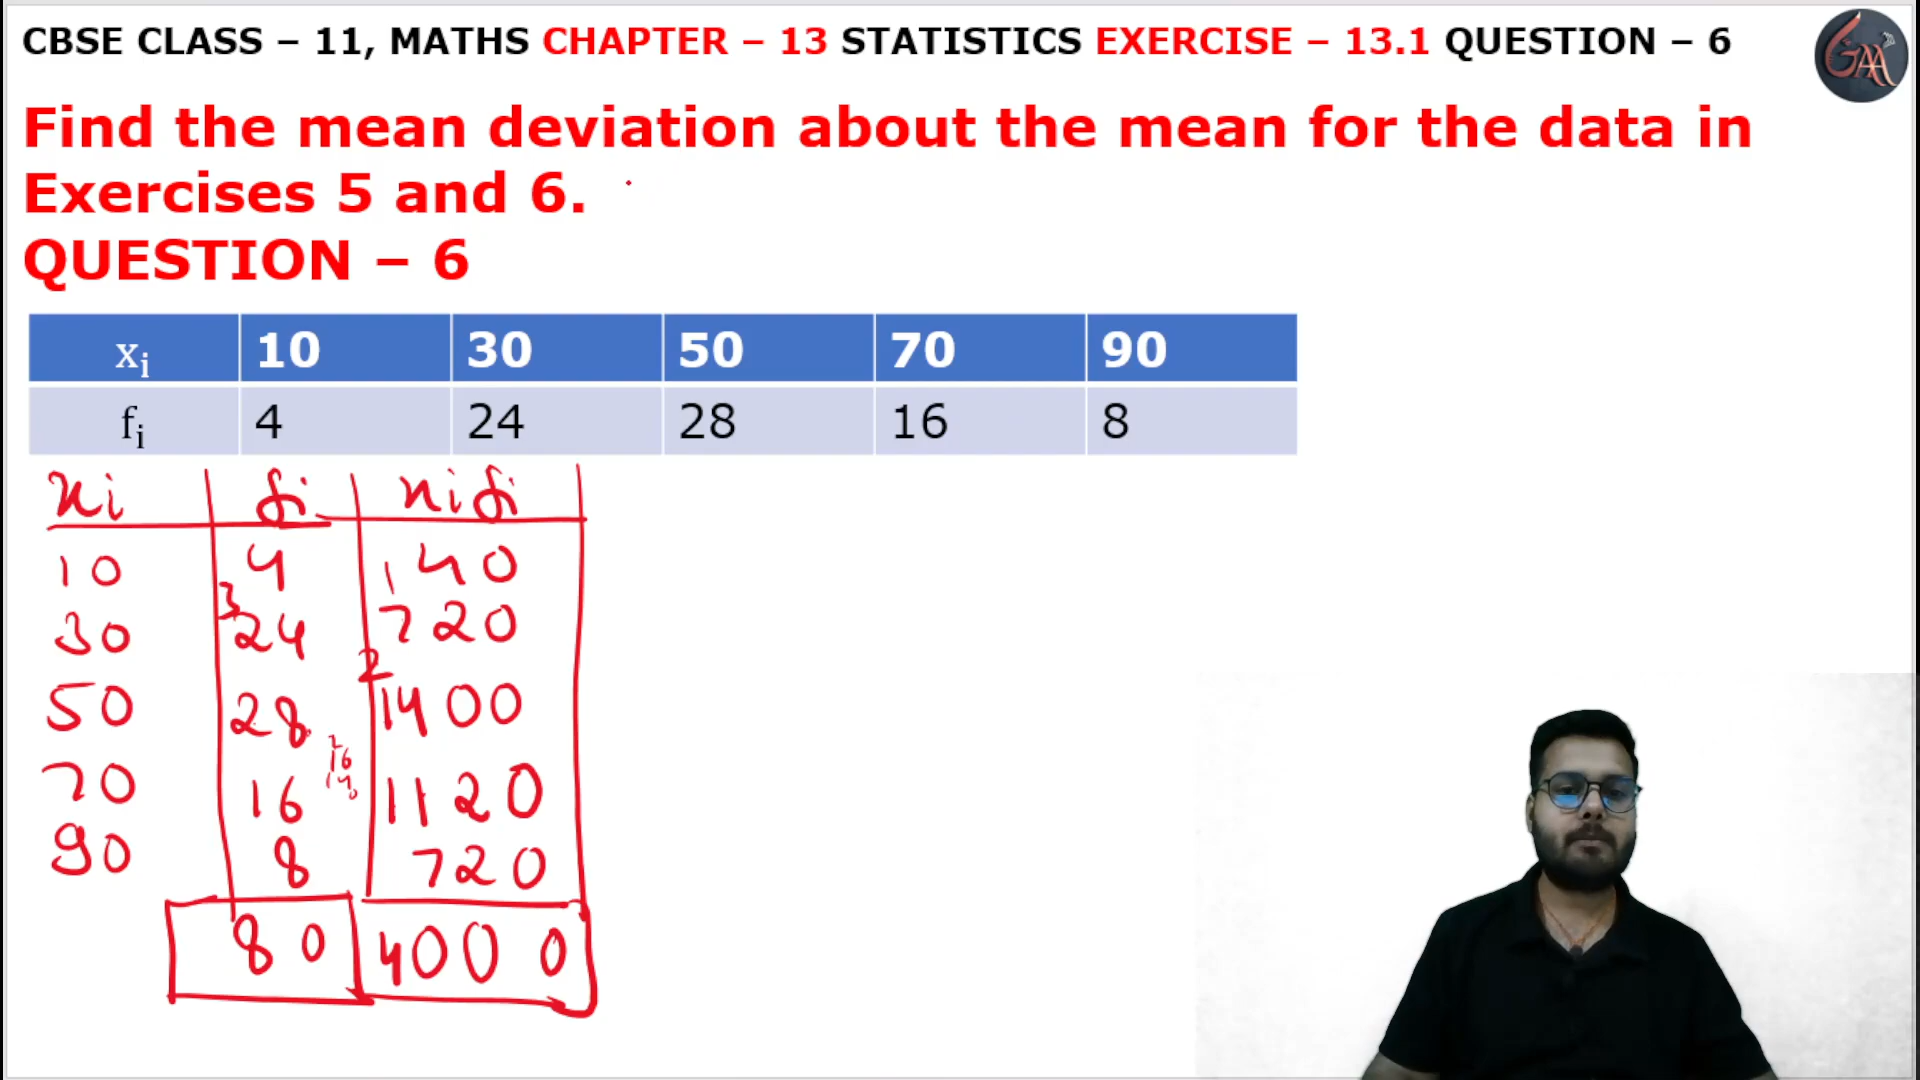 CBSE CLASS – 11, MATHS CHAPTER – 13 STATISTICS EXERCISE – 13.1 QUESTION – 6
Find the mean deviation about the mean for the data in
Exercises 5 and 6.
QUESTION – 6
xi 10 30 50 70 90
fi 4 24 28 16 8
xi fi xifi
10 4 40
30 24 720
50 28 1400
70 16 1120
90 8 720
80 4000